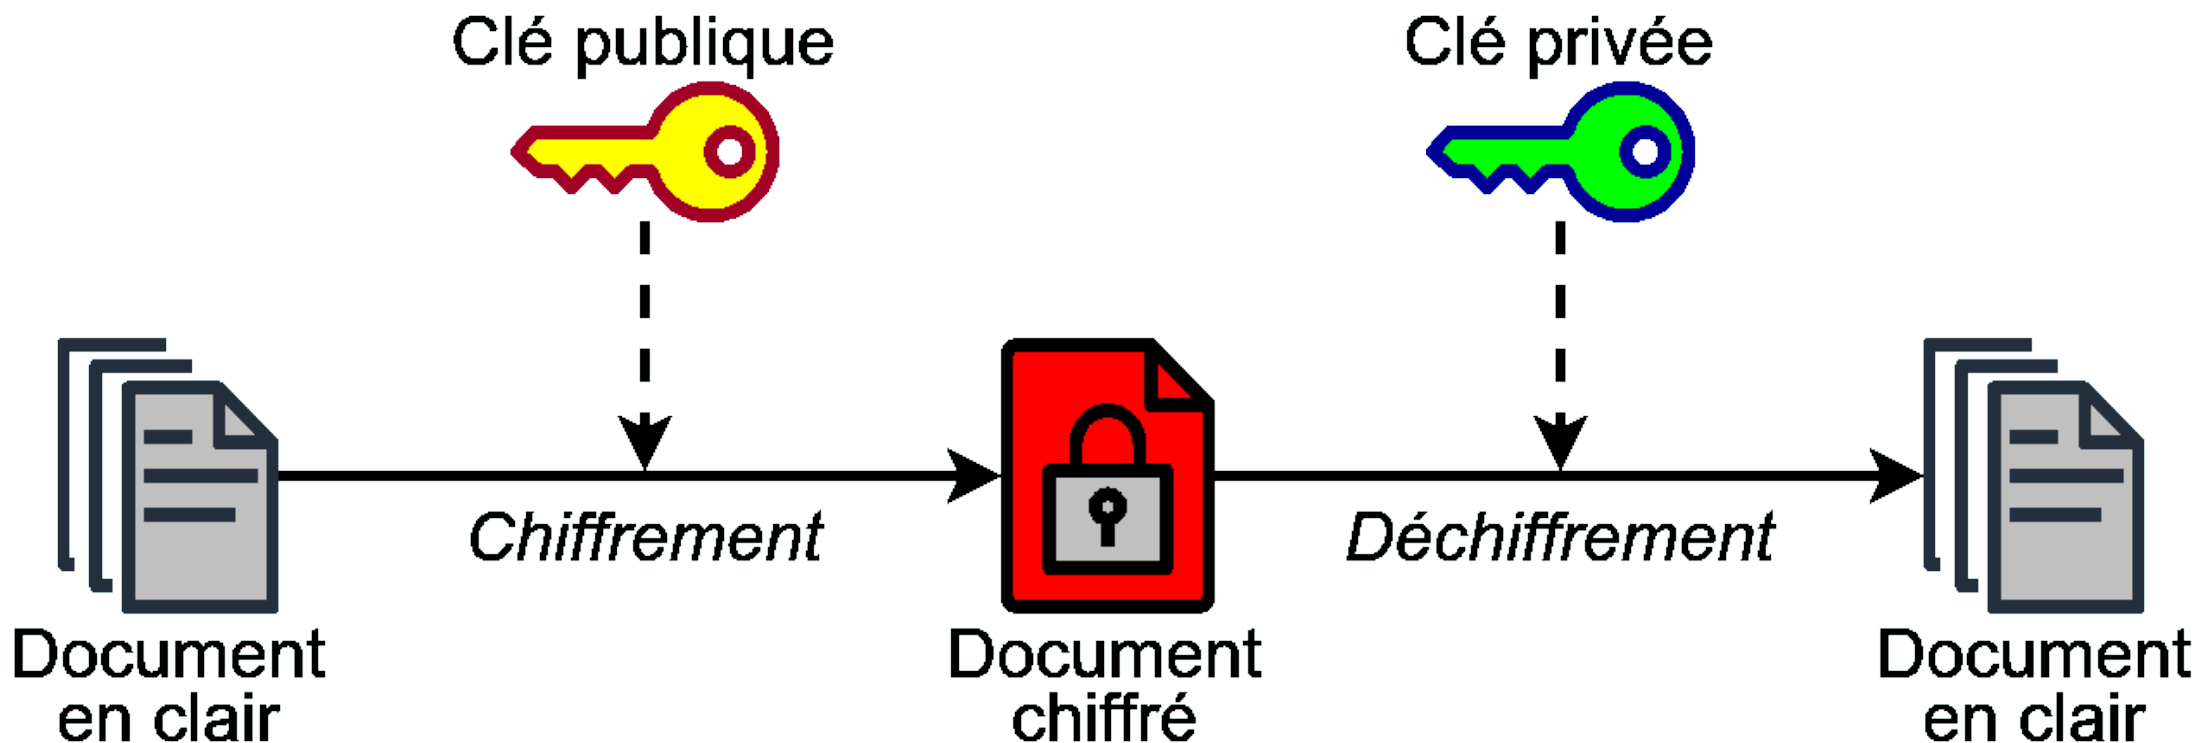 Clé publique
Clé privée
Chiffrement
Déchiffrement
Document
en clair
Document
chiffré
Document
en clair